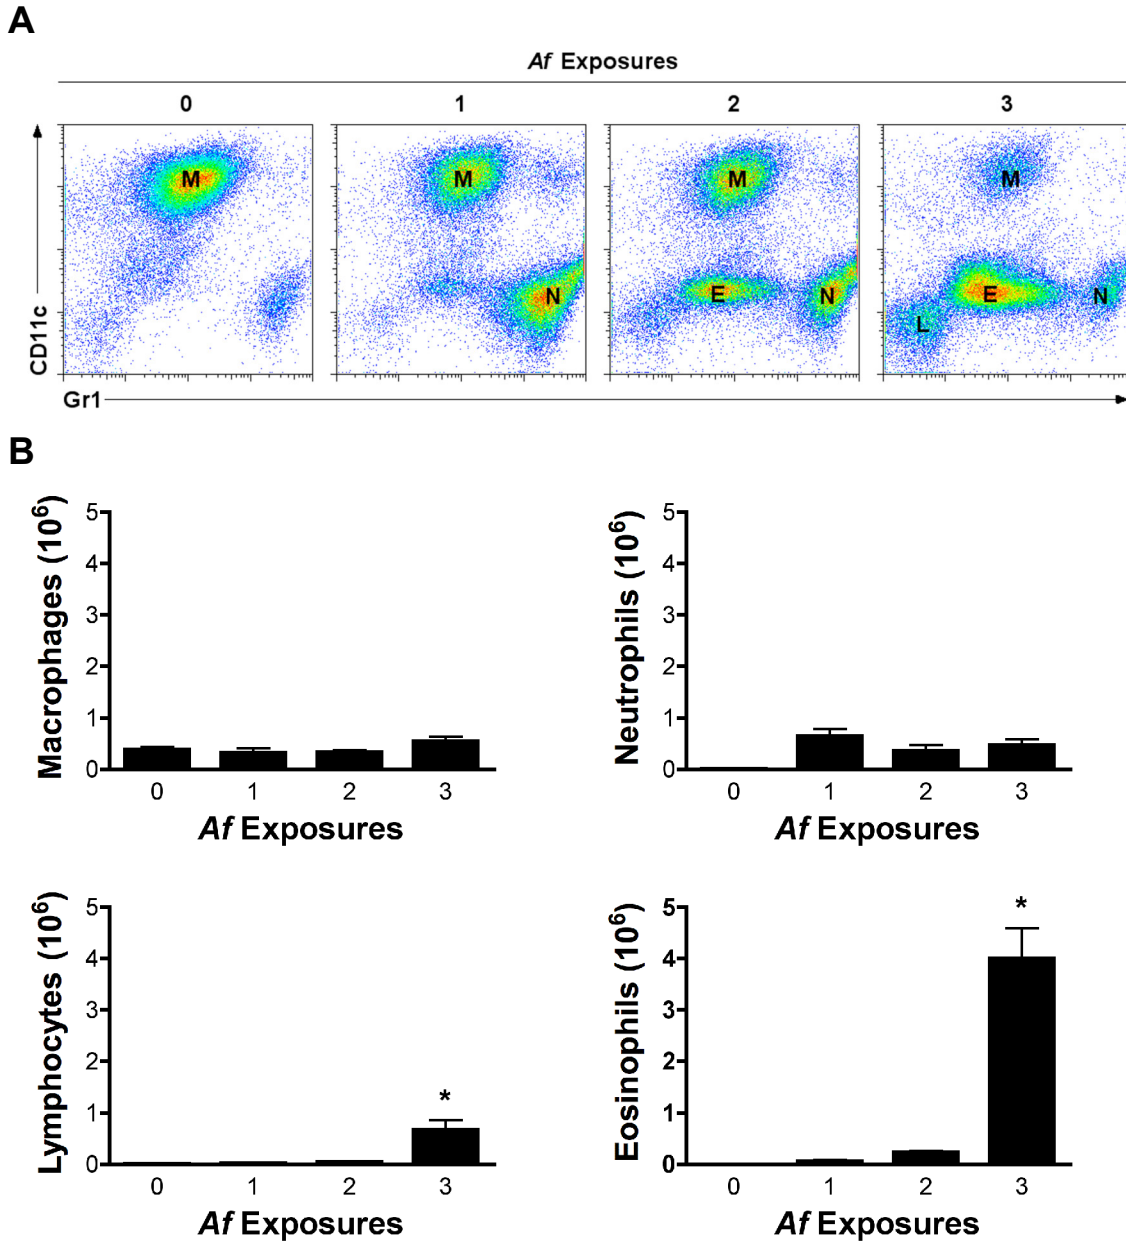 A
Af Exposures
0 1 2 3
CD11c
M M N M E N M E N L
Gr1
B
Macrophages (10⁶)
5
4
3
2
1
0
0 1 2 3
Af Exposures
Neutrophils (10⁶)
5
4
3
2
1
0
0 1 2 3
Af Exposures
Lymphocytes (10⁶)
5
4
3
2
1
0
*
0 1 2 3
Af Exposures
Eosinophils (10⁶)
5
4
3
2
1
0
*
0 1 2 3
Af Exposures